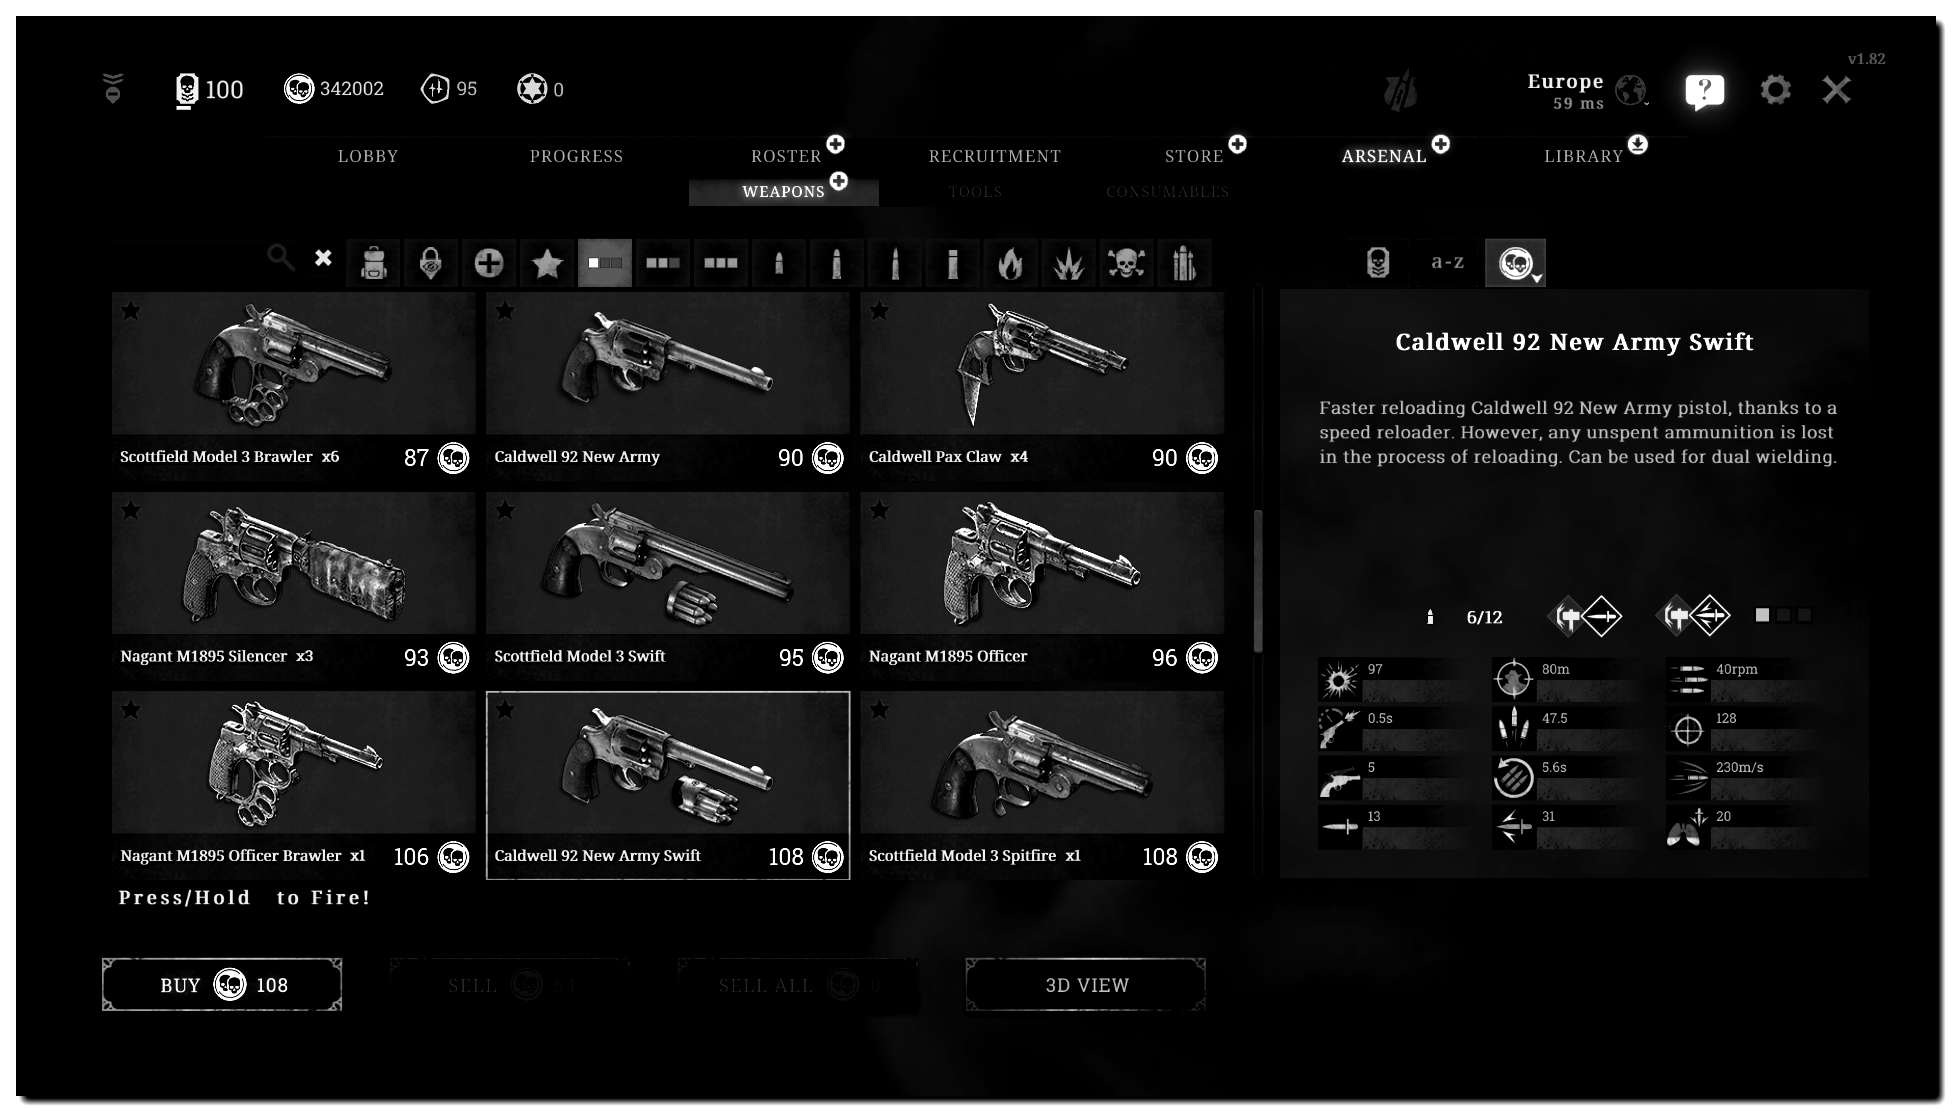 v1.82
100
342002
95
0
Europe
59 ms
?
LOBBY
PROGRESS
ROSTER
RECRUITMENT
STORE
ARSENAL
LIBRARY
WEAPONS
TOOLS
CONSUMABLES
a-z
Scottfield Model 3 Brawler x6 87
Caldwell 92 New Army 90
Caldwell Pax Claw x4 90
Nagant M1895 Silencer x3 93
Scottfield Model 3 Swift 95
Nagant M1895 Officer 96
Nagant M1895 Officer Brawler x1 106
Caldwell 92 New Army Swift 108
Scottfield Model 3 Spitfire x1 108
Caldwell 92 New Army Swift
Faster reloading Caldwell 92 New Army pistol, thanks to a
speed reloader. However, any unspent ammunition is lost
in the process of reloading. Can be used for dual wielding.
6/12
97
80m
40rpm
0.5s
47.5
128
5
5.6s
230m/s
13
31
20
Press/Hold to Fire!
BUY 108
SELL 54
SELL ALL 0
3D VIEW